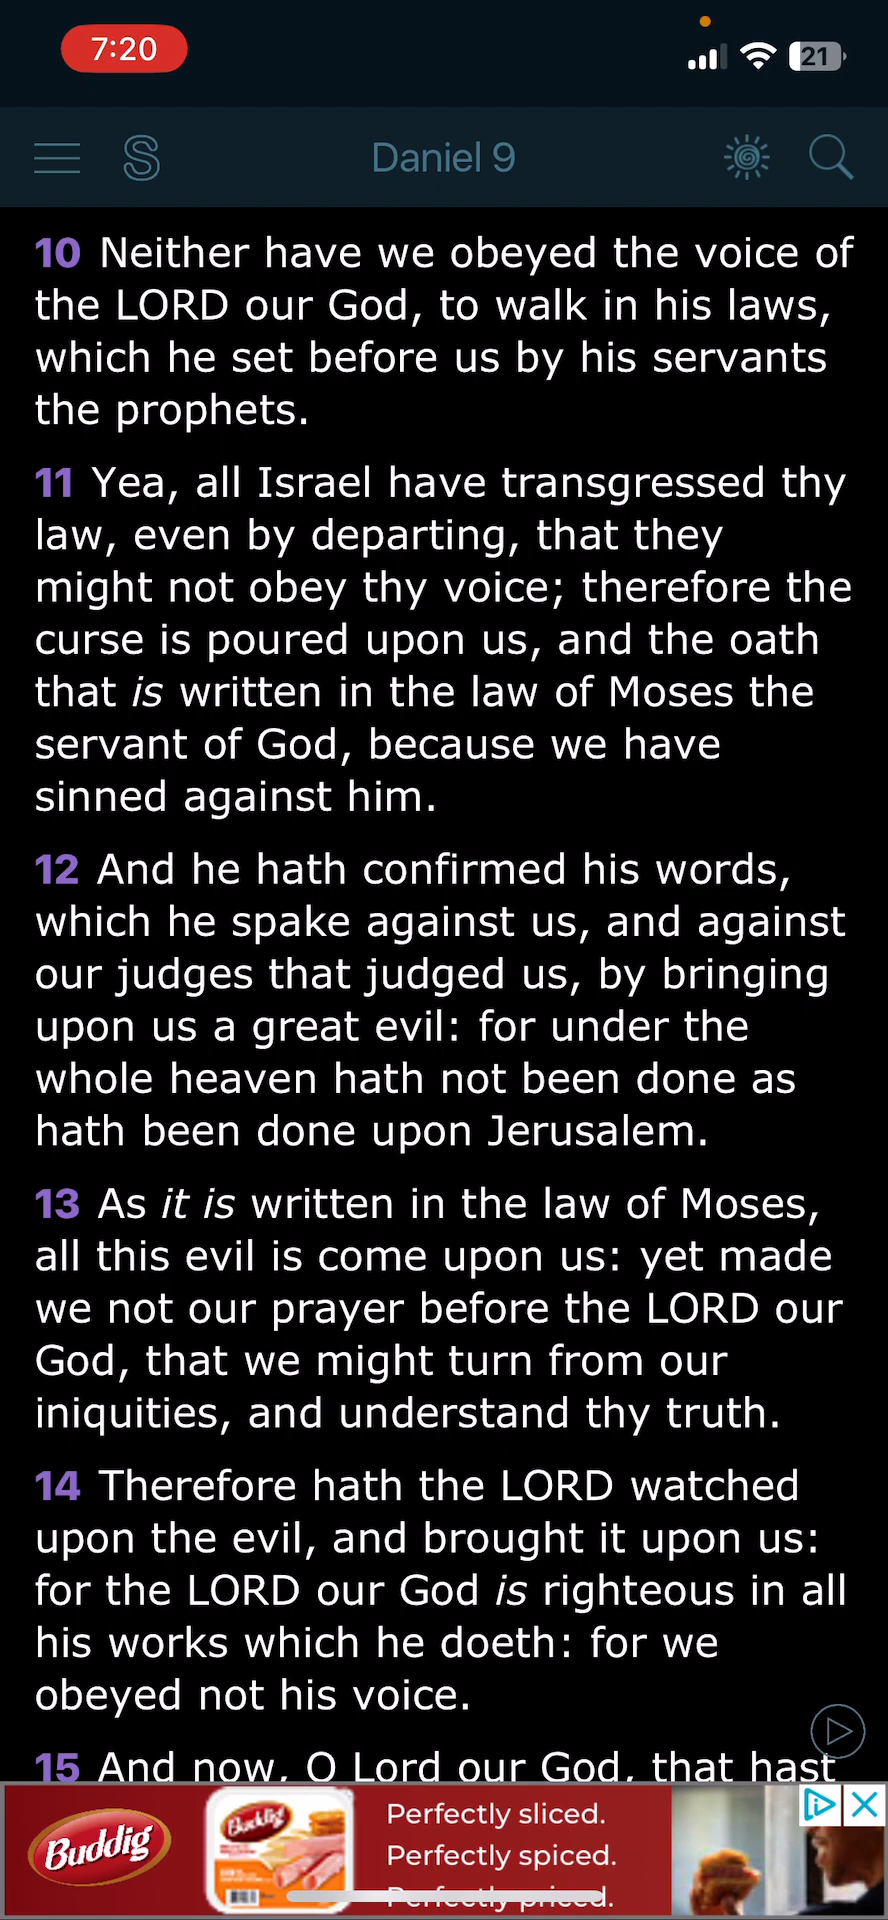 7:20
21
S
Daniel 9
10 Neither have we obeyed the voice of
the LORD our God, to walk in his laws,
which he set before us by his servants
the prophets.
11 Yea, all Israel have transgressed thy
law, even by departing, that they
might not obey thy voice; therefore the
curse is poured upon us, and the oath
that is written in the law of Moses the
servant of God, because we have
sinned against him.
12 And he hath confirmed his words,
which he spake against us, and against
our judges that judged us, by bringing
upon us a great evil: for under the
whole heaven hath not been done as
hath been done upon Jerusalem.
13 As it is written in the law of Moses,
all this evil is come upon us: yet made
we not our prayer before the LORD our
God, that we might turn from our
iniquities, and understand thy truth.
14 Therefore hath the LORD watched
upon the evil, and brought it upon us:
for the LORD our God is righteous in all
his works which he doeth: for we
obeyed not his voice.
15 And now, O Lord our God, that hast
Buddig
Buddig
Perfectly sliced.
Perfectly spiced.
Perfectly priced.